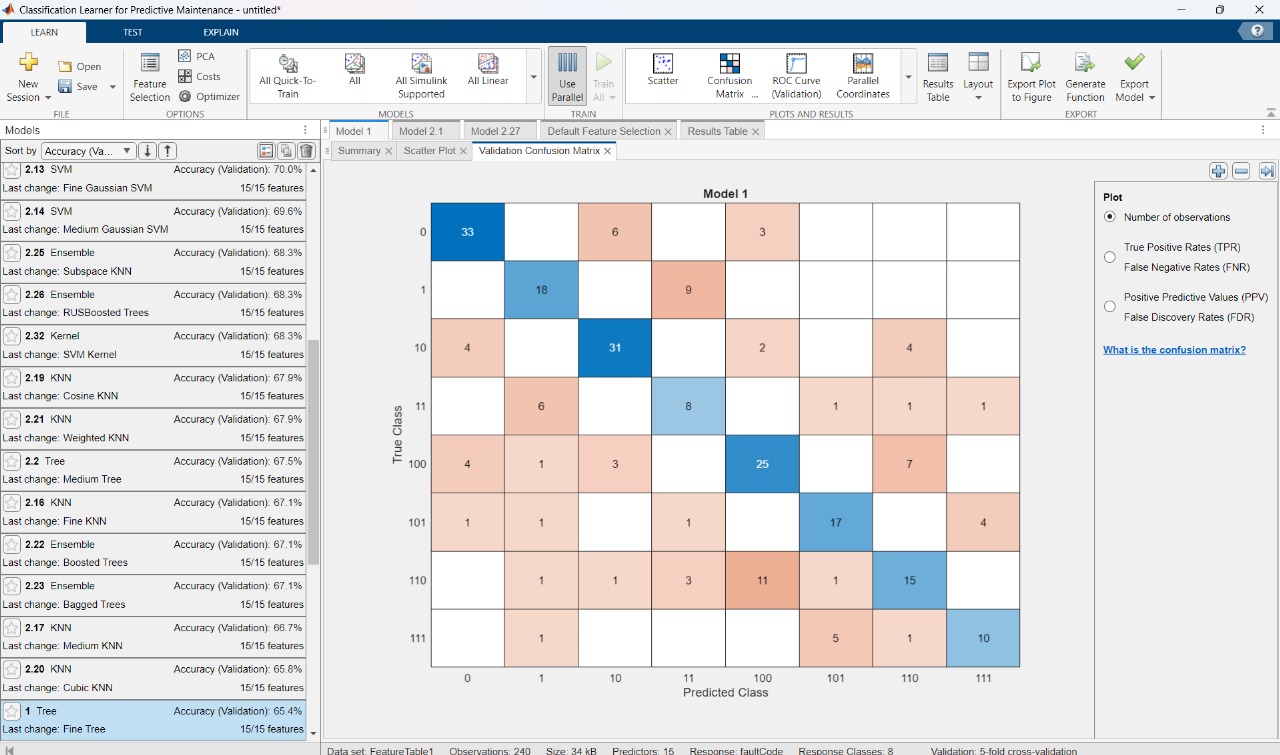 Classification Learner for Predictive Maintenance - untitled*
LEARN TEST EXPLAIN
New Session
Open
Save
FILE
Feature Selection
PCA
Costs
Optimizer
OPTIONS
All Quick-To-Train
All
All Simulink Supported
All Linear
MODELS
Use Parallel
Train All
TRAIN
Scatter
Confusion Matrix ...
ROC Curve (Validation)
Parallel Coordinates
Results Table
Layout
PLOTS AND RESULTS
Export Plot to Figure
Generate Function
Export Model
EXPORT
Models
Sort by Accuracy (Va...
2.13 SVM Accuracy (Validation): 70.0%
Last change: Fine Gaussian SVM 15/15 features
2.14 SVM Accuracy (Validation): 69.6%
Last change: Medium Gaussian SVM 15/15 features
2.25 Ensemble Accuracy (Validation): 68.3%
Last change: Subspace KNN 15/15 features
2.26 Ensemble Accuracy (Validation): 68.3%
Last change: RUSBoosted Trees 15/15 features
2.32 Kernel Accuracy (Validation): 68.3%
Last change: SVM Kernel 15/15 features
2.19 KNN Accuracy (Validation): 67.9%
Last change: Cosine KNN 15/15 features
2.21 KNN Accuracy (Validation): 67.9%
Last change: Weighted KNN 15/15 features
2.2 Tree Accuracy (Validation): 67.5%
Last change: Medium Tree 15/15 features
2.16 KNN Accuracy (Validation): 67.1%
Last change: Fine KNN 15/15 features
2.22 Ensemble Accuracy (Validation): 67.1%
Last change: Boosted Trees 15/15 features
2.23 Ensemble Accuracy (Validation): 67.1%
Last change: Bagged Trees 15/15 features
2.17 KNN Accuracy (Validation): 66.7%
Last change: Medium KNN 15/15 features
2.20 KNN Accuracy (Validation): 65.8%
Last change: Cubic KNN 15/15 features
1 Tree Accuracy (Validation): 65.4%
Last change: Fine Tree 15/15 features
Model 1 Model 2.1 Model 2.27 Default Feature Selection Results Table
Summary Scatter Plot Validation Confusion Matrix
Model 1
0 33 6 3
1 18 9
10 4 31 2 4
11 6 8 1 1 1
100 4 1 3 25 7
101 1 1 1 17 4
110 1 1 3 11 1 15
111 1 5 1 10
0 1 10 11 100 101 110 111
True Class
Predicted Class
Plot
Number of observations
True Positive Rates (TPR)
False Negative Rates (FNR)
Positive Predictive Values (PPV)
False Discovery Rates (FDR)
What is the confusion matrix?
Data set: FeatureTable1 Observations: 240 Size: 34 kB Predictors: 15 Response: faultCode Response Classes: 8 Validation: 5-fold cross-validation